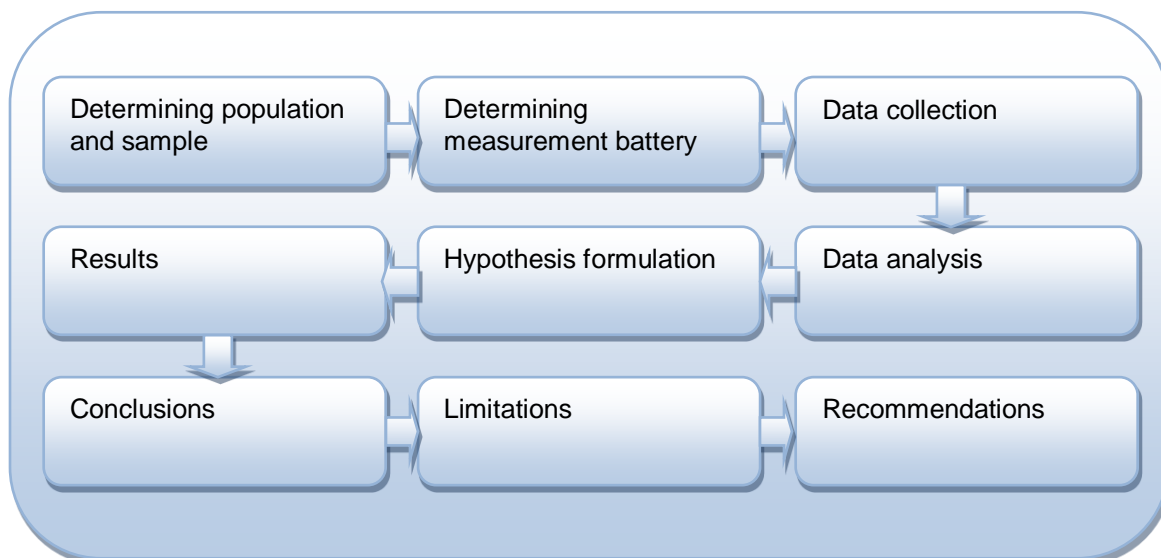 Determining population
and sample
Determining
measurement battery
Data collection
Results
Hypothesis formulation
Data analysis
Conclusions
Limitations
Recommendations